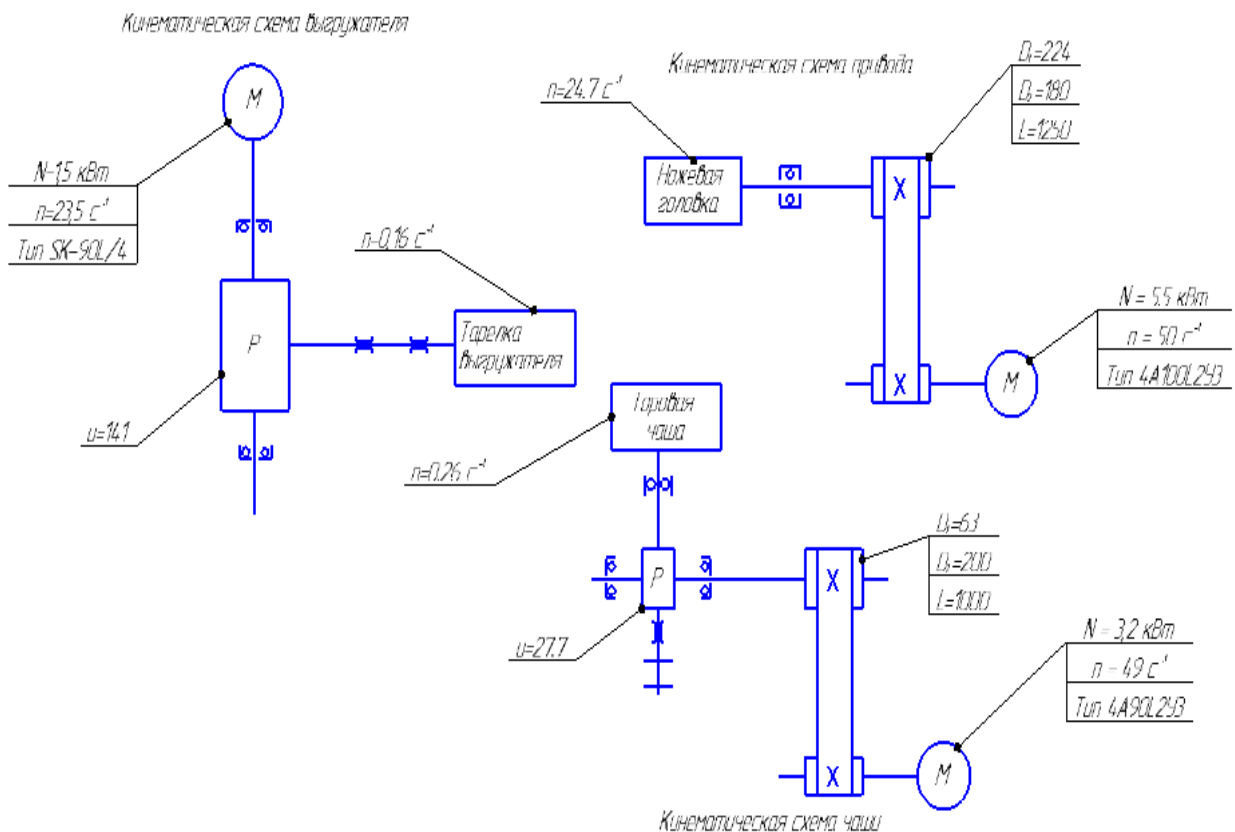 Кинематическая схема выгружателя
М
N=1,5 кВт
n=23,5 с⁻¹
Тип SK-90L/4
n=0,16 с⁻¹
Р
Тарелка
выгружателя
u=141
Кинематическая схема привода
D₁=224
D₂=180
L=1250
n=24.7 с⁻¹
Ножевая
головка
N = 5.5 кВт
n = 50 с⁻¹
Тип 4А100L2У3
М
чаша
n=0.26 с⁻¹
Р
u=27.7
D₁=63
D₂=200
L=1000
N = 3,2 кВт
n = 49 с⁻¹
Тип 4А90L2У3
М
Кинематическая схема чаши